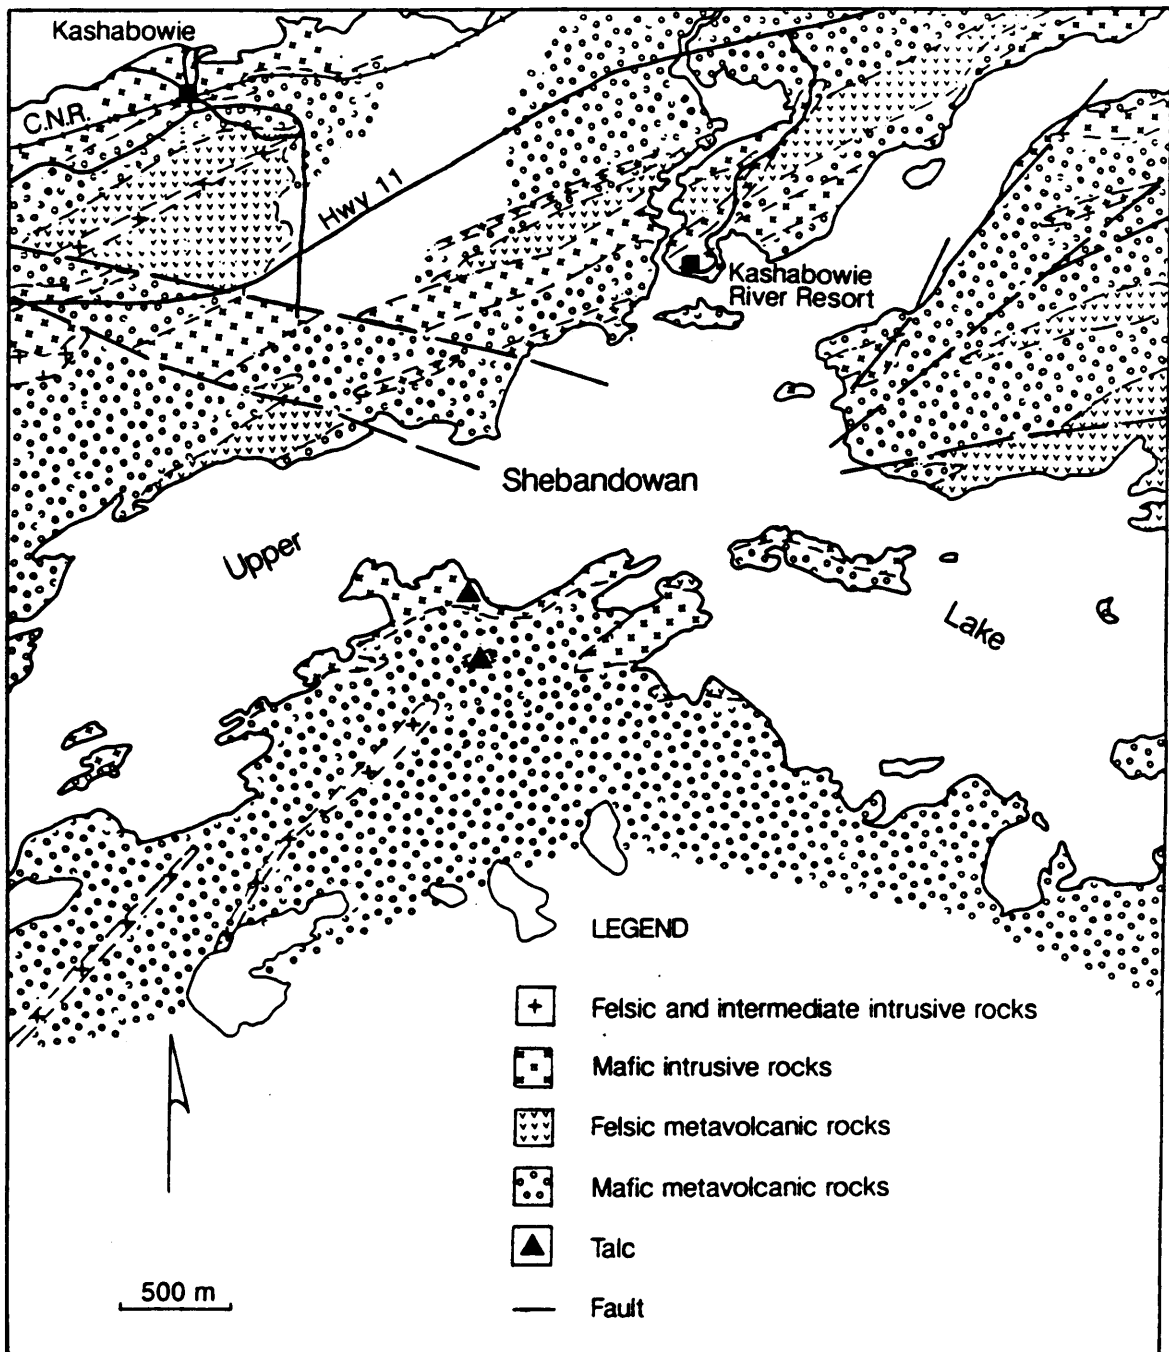 Kashabowie
C.N.R.
Hwy 11
Kashabowie
River Resort
Shebandowan
Upper
Lake
LEGEND
Felsic and intermediate intrusive rocks
Mafic intrusive rocks
Felsic metavolcanic rocks
Mafic metavolcanic rocks
Talc
Fault
500 m